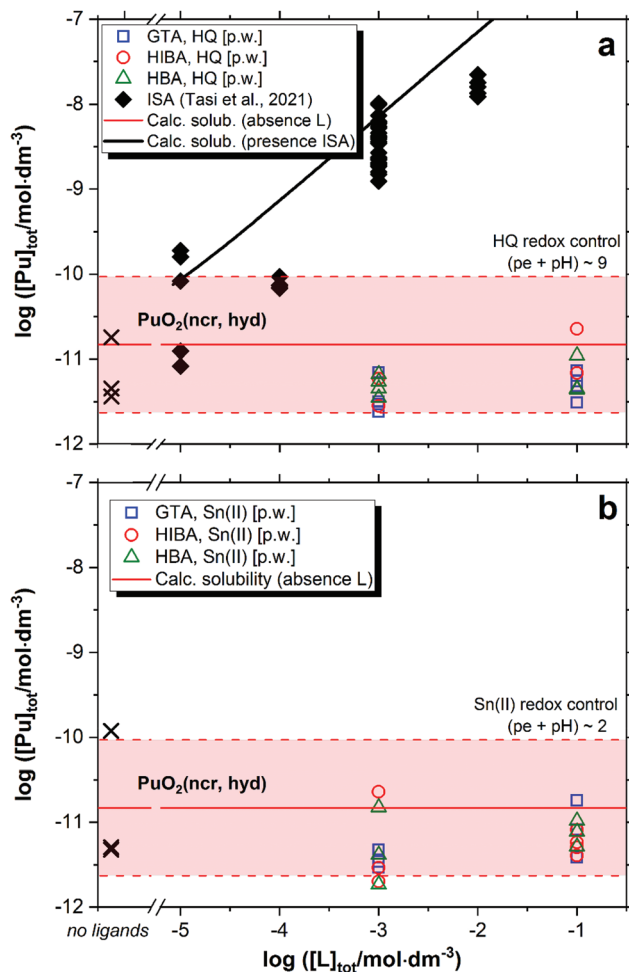 a
GTA, HQ [p.w.]
HIBA, HQ [p.w.]
HBA, HQ [p.w.]
ISA (Tasi et al., 2021)
Calc. solub. (absence L)
Calc. solub. (presence ISA)
HQ redox control
(pe + pH) ~ 9
PuO₂(ncr, hyd)
log ([Pu]tot/mol·dm⁻³)
-7
-8
-9
-10
-11
-12
b
GTA, Sn(II) [p.w.]
HIBA, Sn(II) [p.w.]
HBA, Sn(II) [p.w.]
Calc. solubility (absence L)
Sn(II) redox control
(pe + pH) ~ 2
PuO₂(ncr, hyd)
log ([Pu]tot/mol·dm⁻³)
-7
-8
-9
-10
-11
-12
no ligands -5 -4 -3 -2 -1
log ([L]tot/mol·dm⁻³)